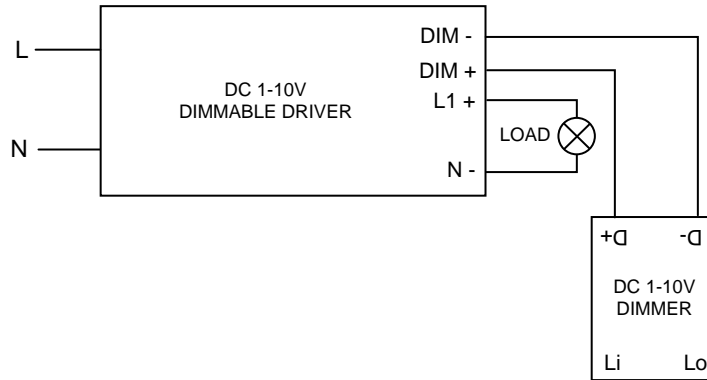 L
N
DC 1-10V
DIMMABLE DRIVER
DIM -
DIM +
L1 +
N -
LOAD
D+
D-
DC 1-10V
DIMMER
Li
Lo